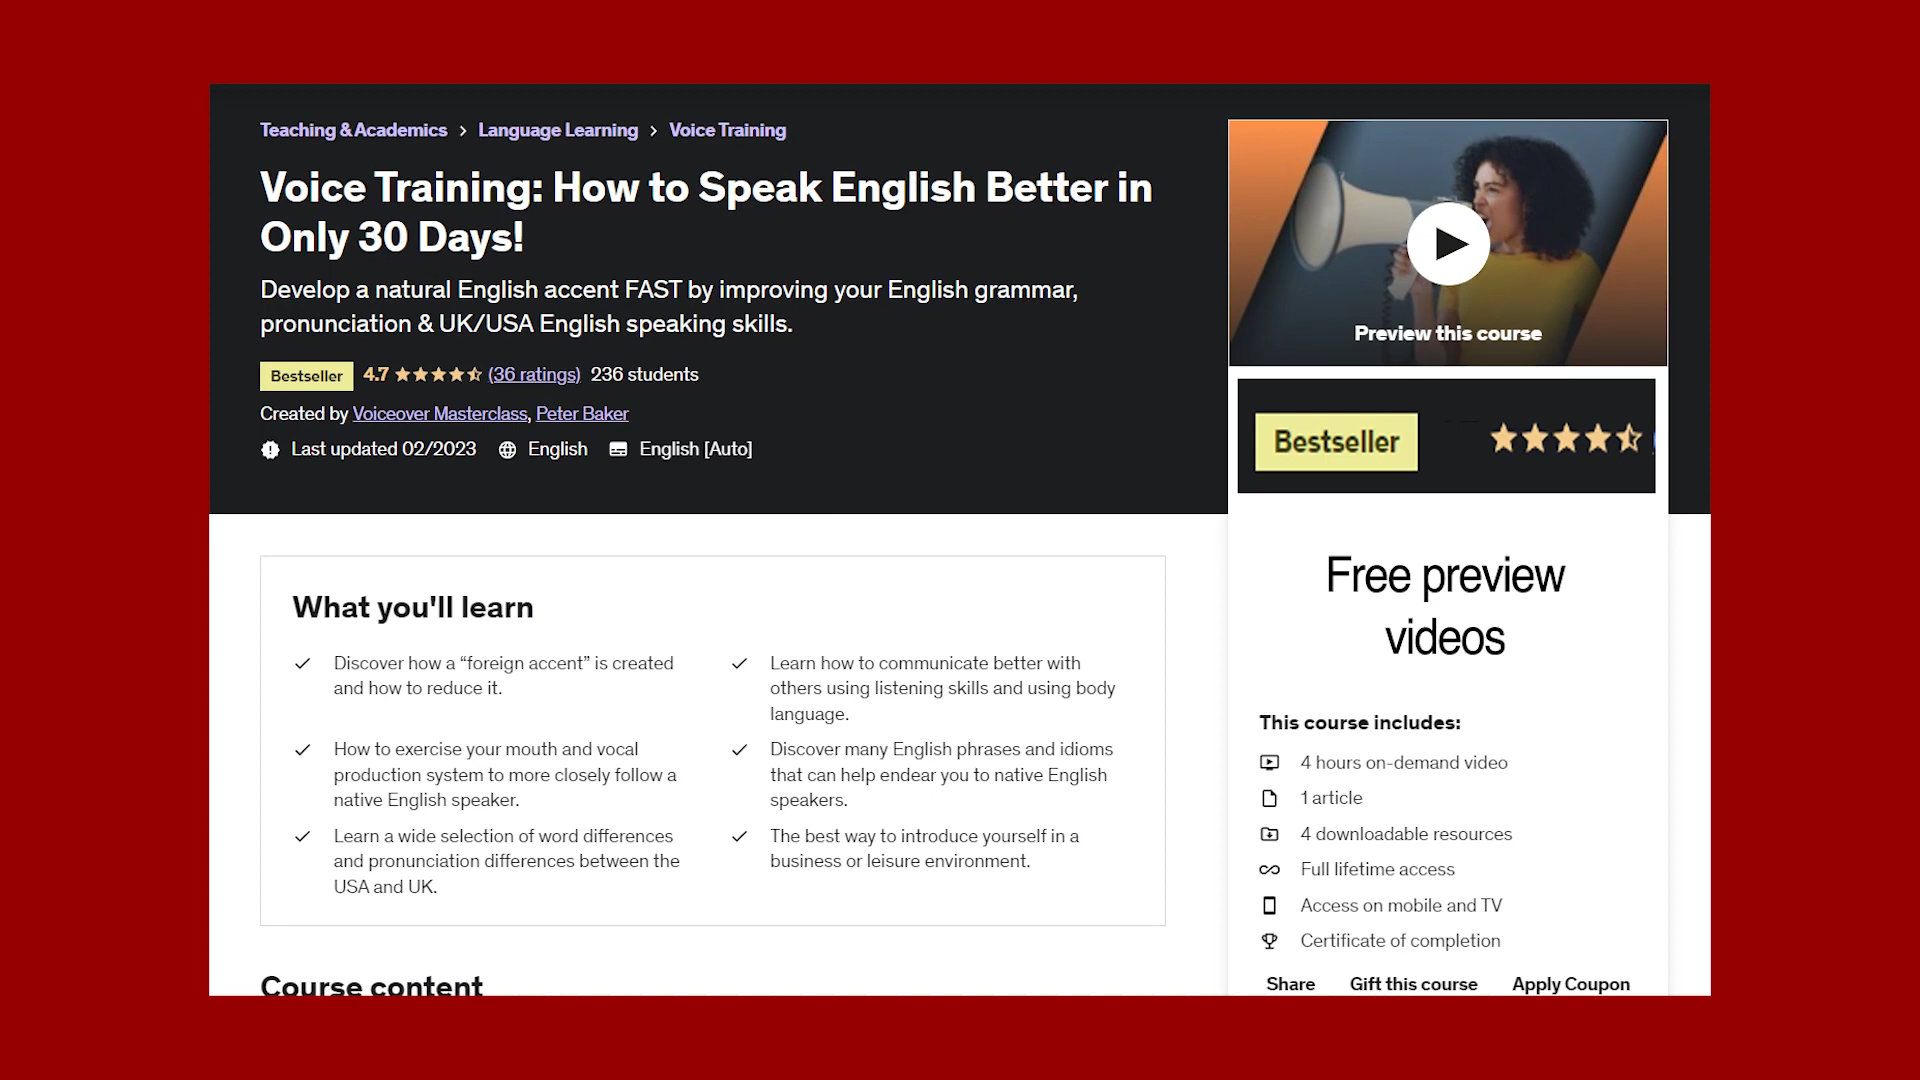 Teaching & Academics > Language Learning > Voice Training
Voice Training: How to Speak English Better in
Only 30 Days!
Develop a natural English accent FAST by improving your English grammar,
pronunciation & UK/USA English speaking skills.
Bestseller 4.7 (36 ratings) 236 students
Created by Voiceover Masterclass, Peter Baker
Last updated 02/2023 English English [Auto]
Preview this course
Bestseller
Free preview
videos
What you'll learn
Discover how a “foreign accent” is created
and how to reduce it.
How to exercise your mouth and vocal
production system to more closely follow a
native English speaker.
Learn a wide selection of word differences
and pronunciation differences between the
USA and UK.
Learn how to communicate better with
others using listening skills and using body
language.
Discover many English phrases and idioms
that can help endear you to native English
speakers.
The best way to introduce yourself in a
business or leisure environment.
This course includes:
4 hours on-demand video
1 article
4 downloadable resources
Full lifetime access
Access on mobile and TV
Certificate of completion
Share Gift this course Apply Coupon
Course content